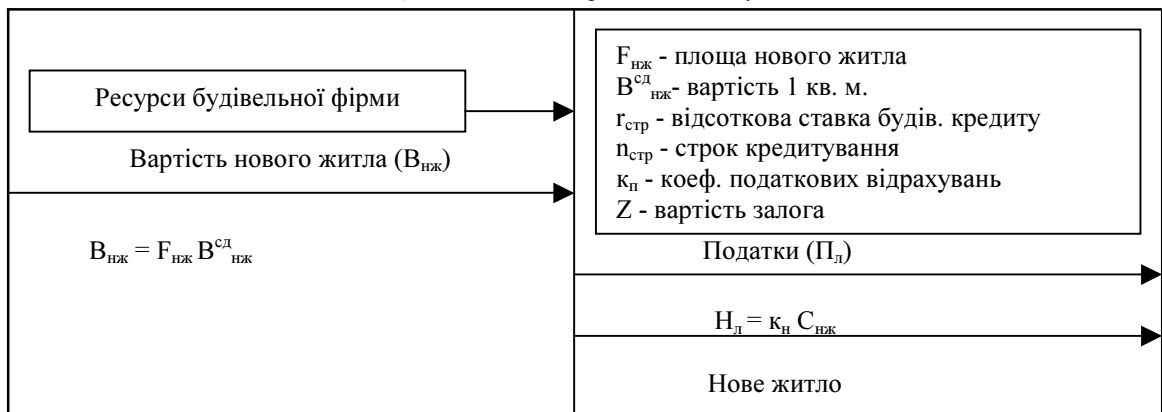 Ресурси будівельної фірми
Вартість нового житла (Внж)
Внж = Fнж Всднж
Fнж - площа нового житла
Всднж- вартість 1 кв. м.
rстр - відсоткова ставка будів. кредиту
nстр - строк кредитування
кп - коеф. податкових відрахувань
Z - вартість залога
Податки (Пл)
Нл = кн Снж
Нове житло